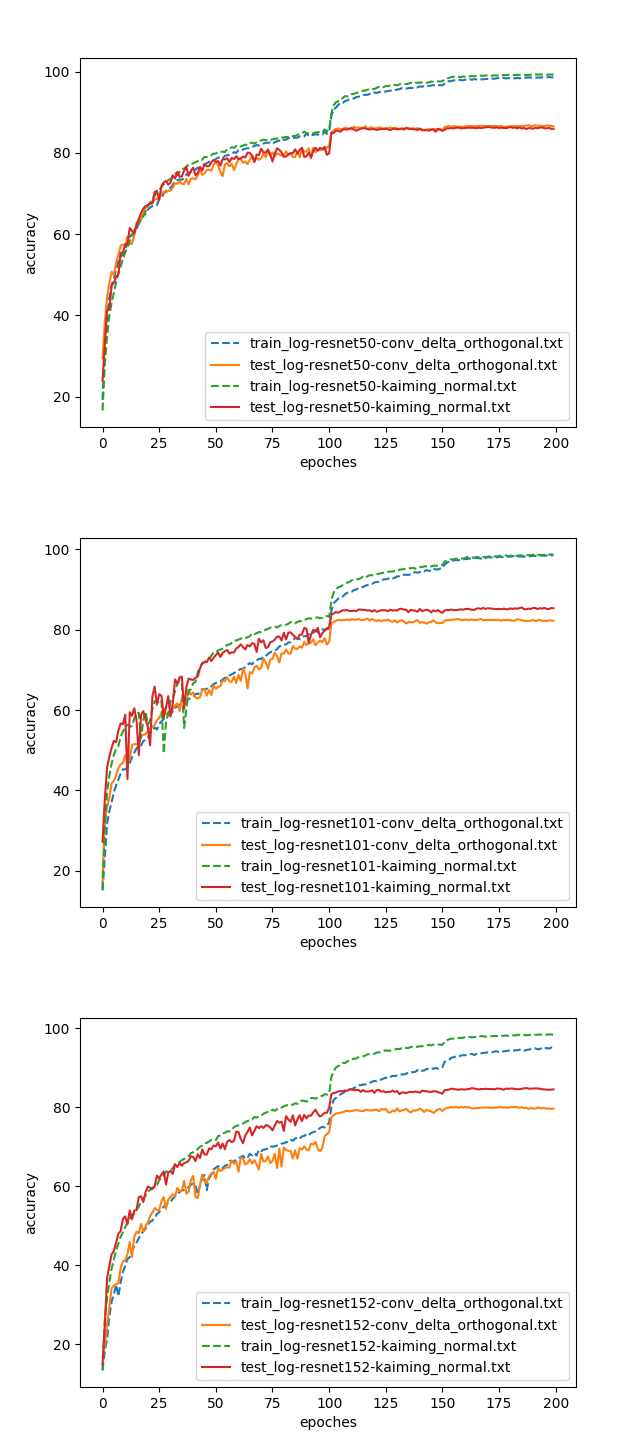 100
80
60
40
20
accuracy
train_log-resnet50-conv_delta_orthogonal.txt
test_log-resnet50-conv_delta_orthogonal.txt
train_log-resnet50-kaiming_normal.txt
test_log-resnet50-kaiming_normal.txt
0 25 50 75 100 125 150 175 200
epoches
100
80
60
40
20
accuracy
train_log-resnet101-conv_delta_orthogonal.txt
test_log-resnet101-conv_delta_orthogonal.txt
train_log-resnet101-kaiming_normal.txt
test_log-resnet101-kaiming_normal.txt
0 25 50 75 100 125 150 175 200
epoches
100
80
60
40
20
accuracy
train_log-resnet152-conv_delta_orthogonal.txt
test_log-resnet152-conv_delta_orthogonal.txt
train_log-resnet152-kaiming_normal.txt
test_log-resnet152-kaiming_normal.txt
0 25 50 75 100 125 150 175 200
epoches